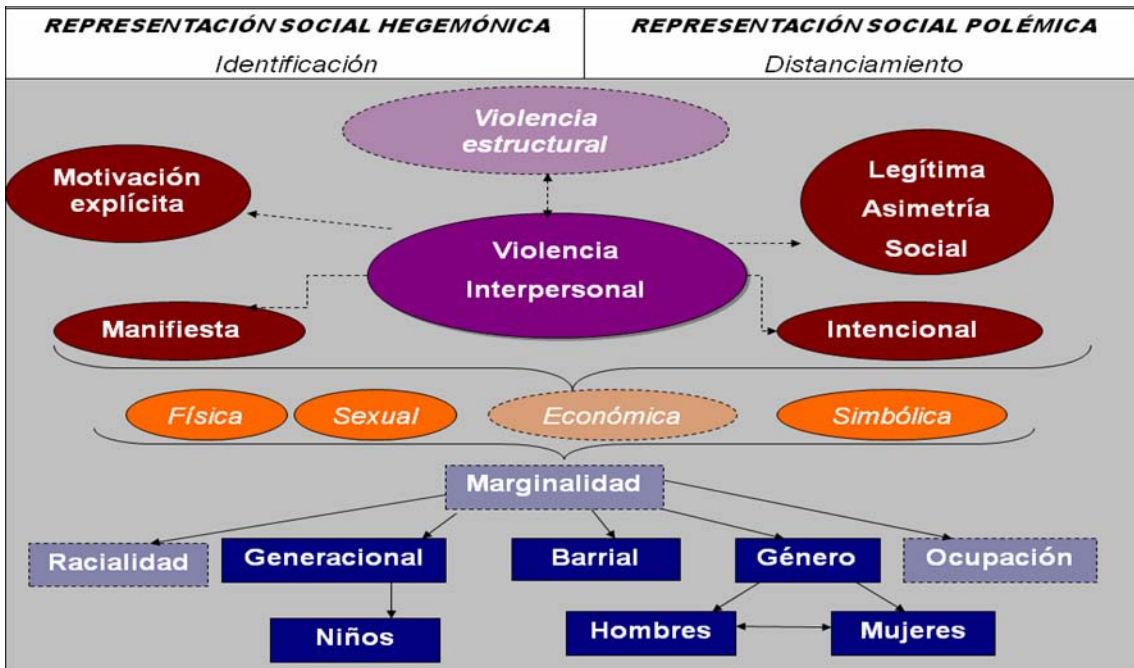 REPRESENTACIÓN SOCIAL HEGEMÓNICA
Identificación
REPRESENTACIÓN SOCIAL POLÉMICA
Distanciamiento
Violencia
estructural
Motivación
explícita
Legítima
Asimetría
Social
Violencia
Interpersonal
Manifiesta
Intencional
Física
Sexual
Económica
Simbólica
Marginalidad
Racialidad
Generacional
Barrial
Género
Ocupación
Niños
Hombres
Mujeres